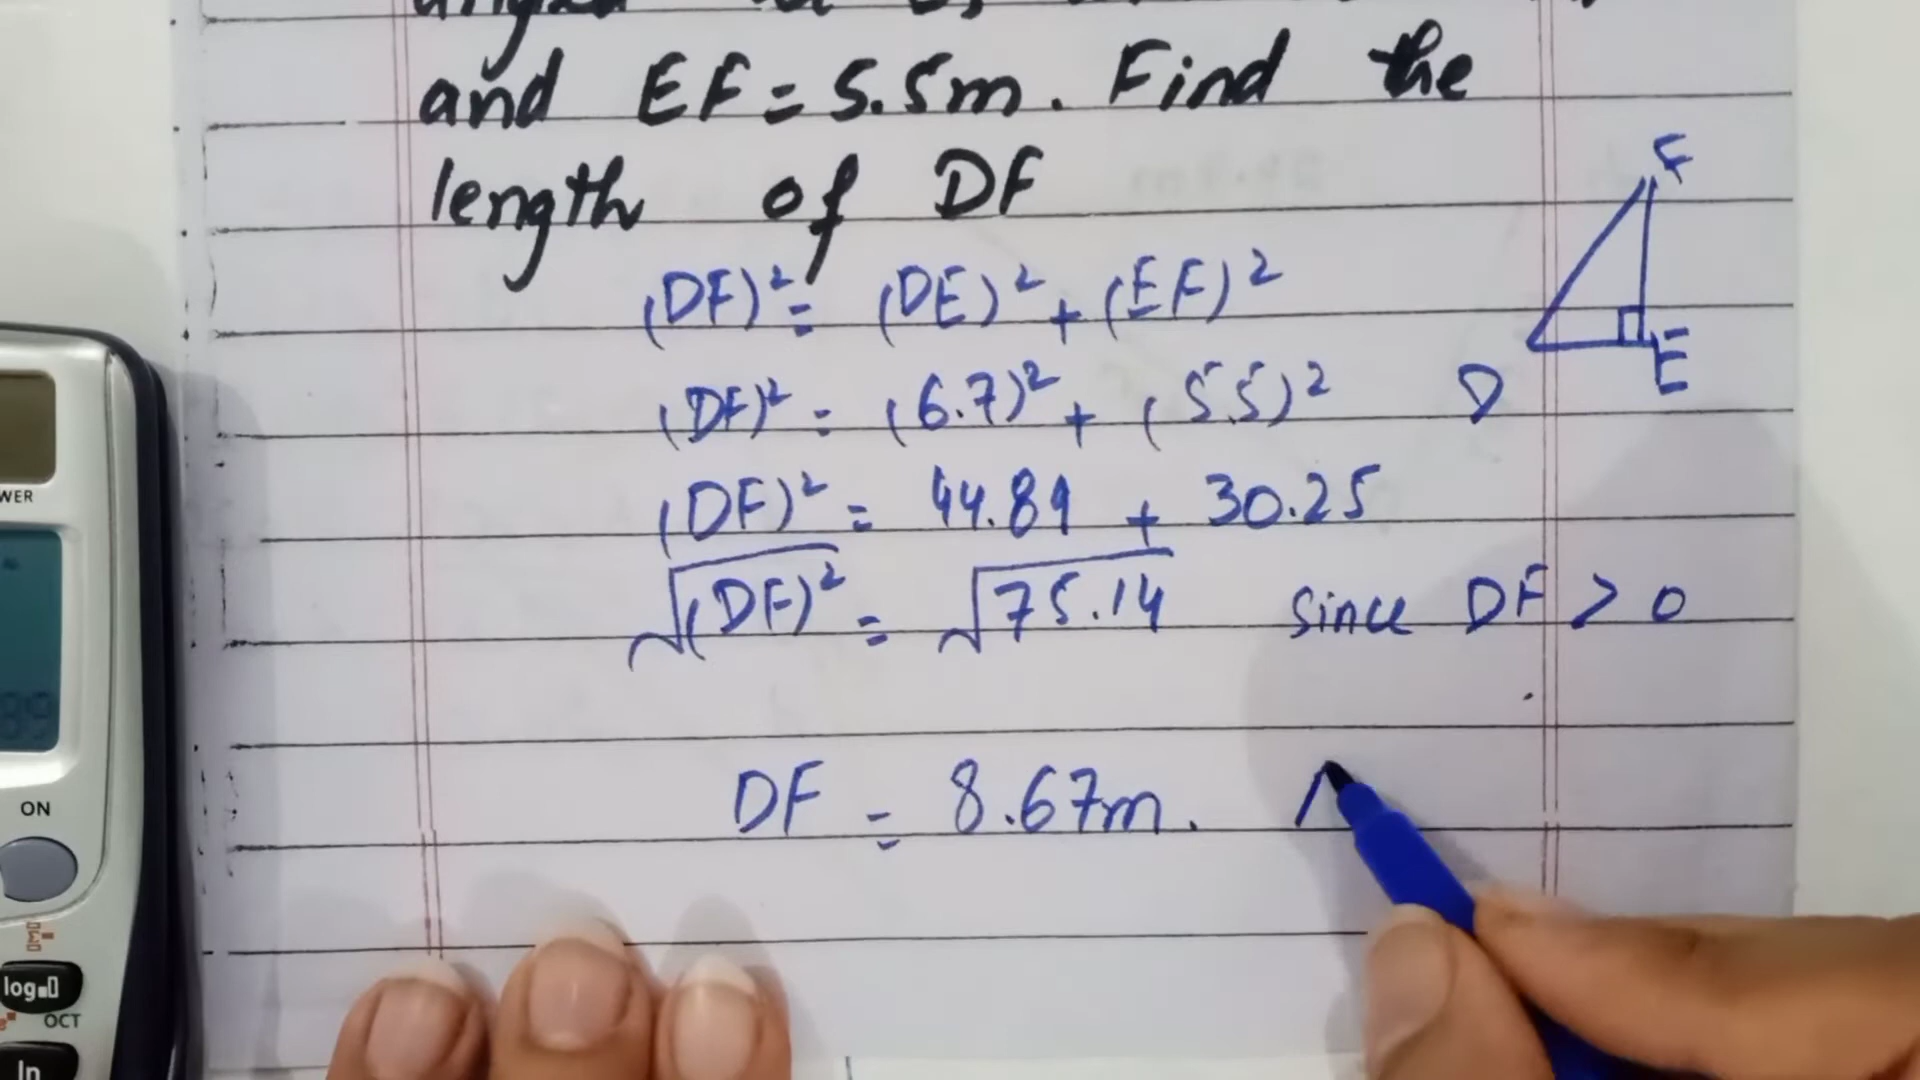 and EF = 5.5m. Find the
length of DF
F
(DF)² = (DE)² + (EF)²
E
(DF)² = (6.7)² + (5.5)²
D
(DF)² = 44.89 + 30.25
√(DF)² = √75.14 since DF > 0
DF = 8.67m.
ON
log
OCT
ln